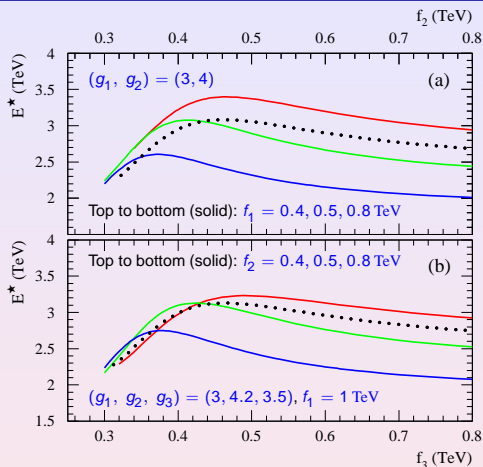 f₂ (TeV)
0.3 0.4 0.5 0.6 0.7 0.8
4
3.5
3
2.5
2
E★ (TeV)
(g₁, g₂) = (3, 4)
(a)
Top to bottom (solid): f₁ = 0.4, 0.5, 0.8 TeV
4
3.5
3
2.5
2
1.5
E★ (TeV)
Top to bottom (solid): f₂ = 0.4, 0.5, 0.8 TeV
(b)
(g₁, g₂, g₃) = (3, 4.2, 3.5), f₁ = 1 TeV
0.3 0.4 0.5 0.6 0.7 0.8
f₃ (TeV)